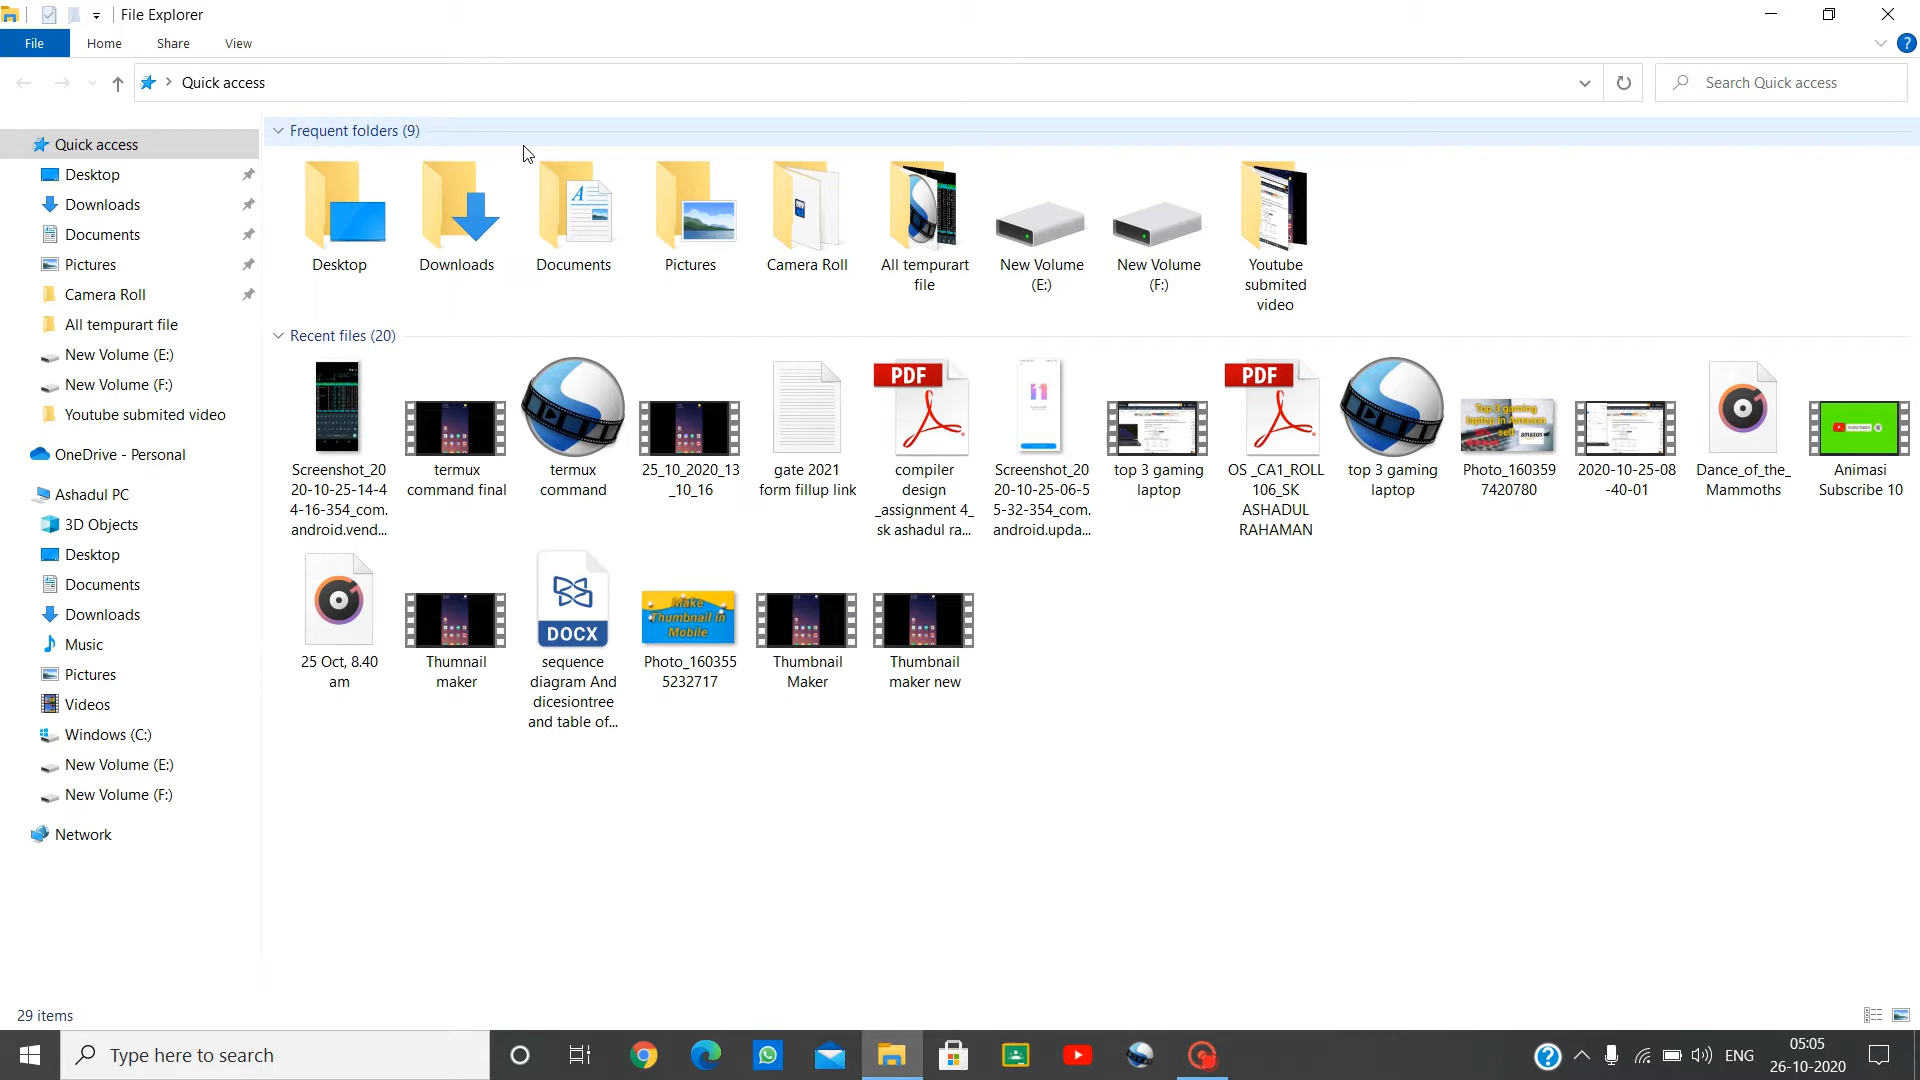 File Explorer
File Home Share View
Quick access
Search Quick access
Quick access
Desktop
Downloads
Documents
Pictures
Camera Roll
All tempurart file
New Volume (E:)
New Volume (F:)
Youtube submited video
OneDrive - Personal
Ashadul PC
3D Objects
Desktop
Documents
Downloads
Music
Pictures
Videos
Windows (C:)
New Volume (E:)
New Volume (F:)
Network
Frequent folders (9)
Desktop
Downloads
Documents
Pictures
Camera Roll
All tempurart
file
New Volume
(E:)
New Volume
(F:)
Youtube
submited
video
Recent files (20)
Screenshot_20
20-10-25-14-4
4-16-354_com.
android.vend...
termux
command final
termux
command
25_10_2020_13
_10_16
gate 2021
form fillup link
PDF
compiler
design
_assignment 4_
sk ashadul ra...
11
Screenshot_20
20-10-25-06-5
5-32-354_com.
android.upda...
top 3 gaming
laptop
PDF
OS _CA1_ROLL
106_SK
ASHADUL
RAHAMAN
top 3 gaming
laptop
Top 3 gaming
laptop in Amazon
sell
amazon
Photo_160359
7420780
2020-10-25-08
-40-01
Dance_of_the_
Mammoths
Animasi
Subscribe 10
25 Oct, 8.40
am
Thumnail
maker
DOCX
sequence
diagram And
dicesiontree
and table of...
Make
Thumbnail in
Mobile
Photo_160355
5232717
Thumbnail
Maker
Thumbnail
maker new
29 items
Type here to search
ENG
05:05
26-10-2020